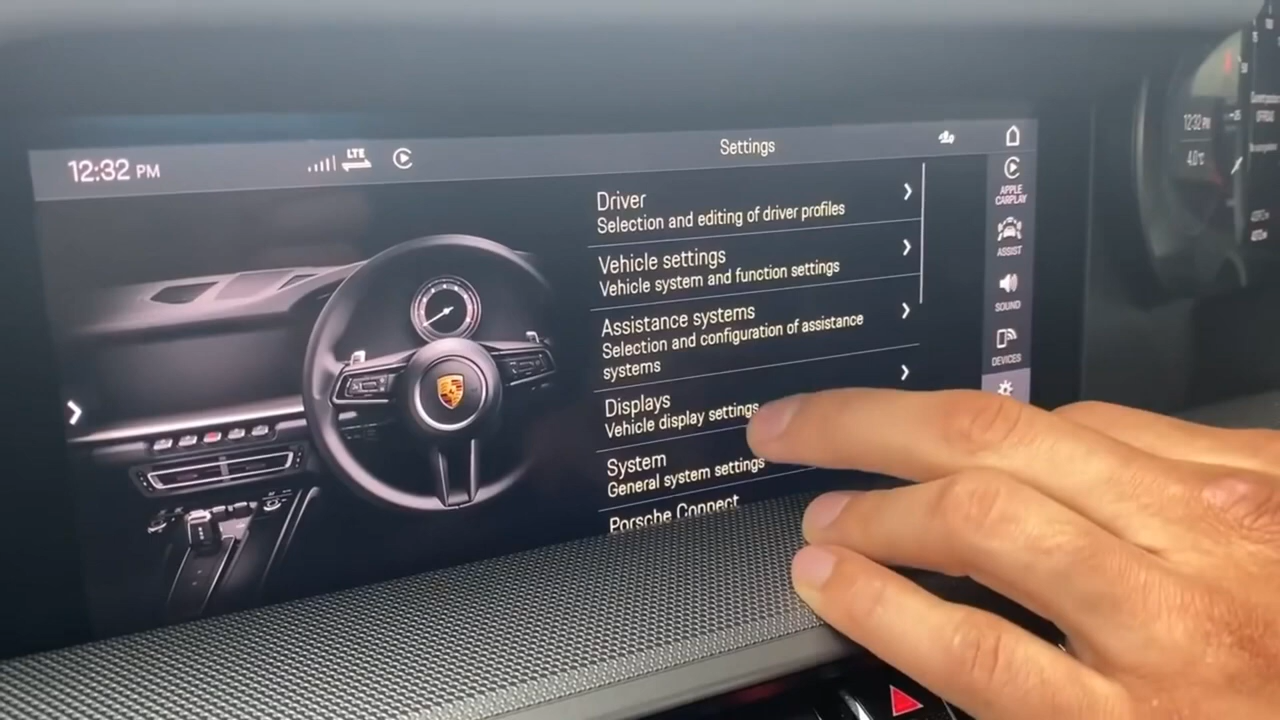 12:32 PM
LTE
Settings
Driver
Selection and editing of driver profiles
Vehicle settings
Vehicle system and function settings
Assistance systems
Selection and configuration of assistance
systems
Displays
Vehicle display settings
System
General system settings
Porsche Connect
APPLE
CARPLAY
ASSIST
SOUND
DEVICES
12:32 PM